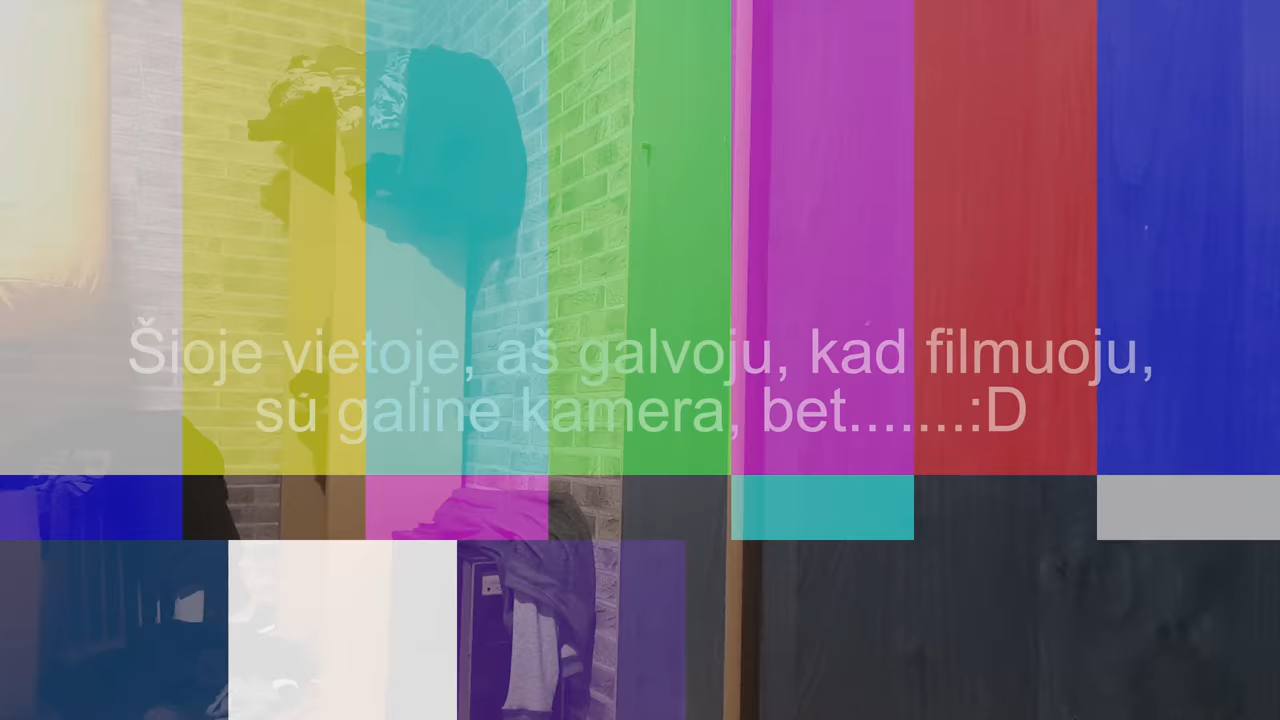 Šioje vietoje, aš galvoju, kad filmuoju,
su galine kamera, bet.......:D